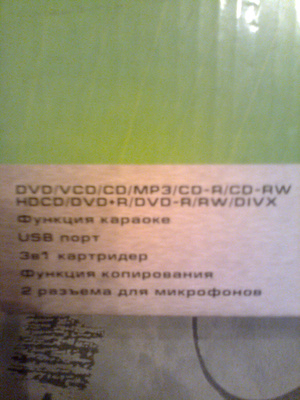 DVD/VCD/CD/MP3/CD-R/CD-RW
HDCD/DVD+R/DVD-R/RW/DIVX
Функция караоке
USB порт
3в1 картридер
Функция копирования
2 разъема для микрофонов